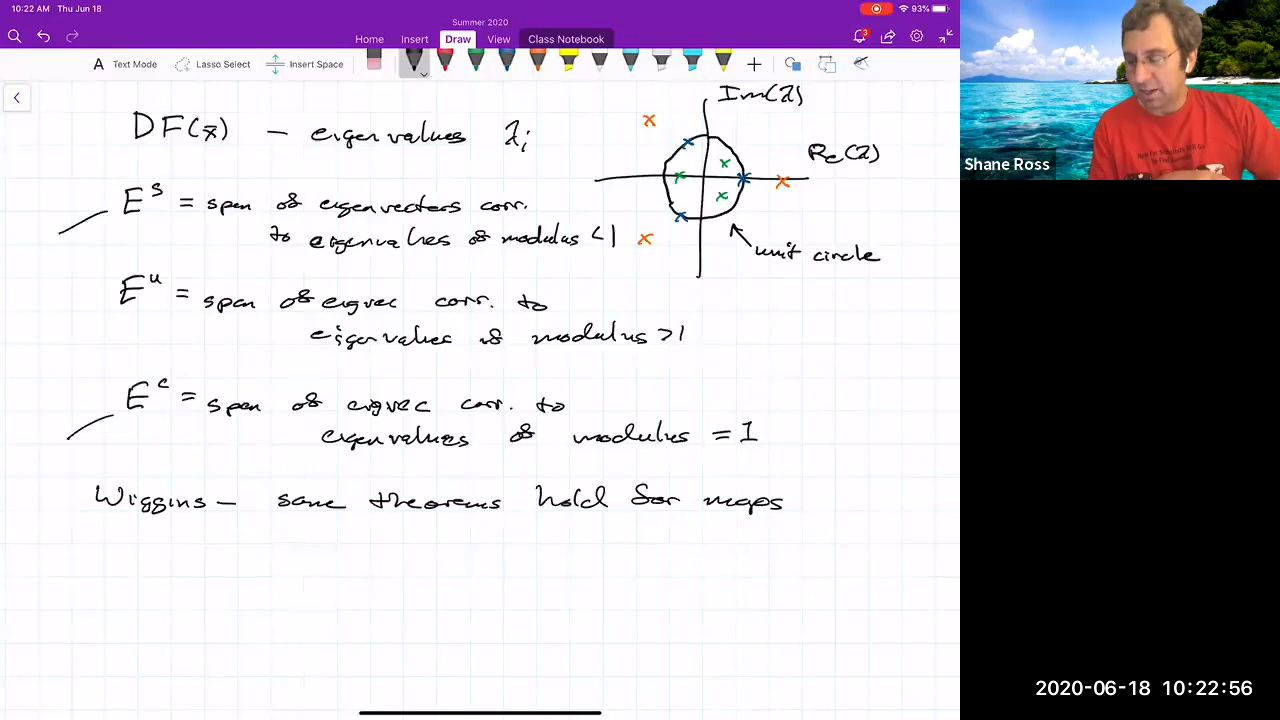 10:22 AM Thu Jun 18
93%
Summer 2020
Home Insert Draw View Class Notebook
3
A Text Mode Lasso Select Insert Space
DF(x̄) — eigenvalues λi
Im(λ)
Re(λ)
unit circle
E^s = span of eigenvectors corr.
to eigenvalues of modulus <1
E^u = span of eigvec corr. to
eigenvalues of modulus >1
E^c = span of eigvec corr. to
eigenvalues of modulus = 1
Wiggins — same theorems hold for maps
Shane Ross
2020-06-18 10:22:56